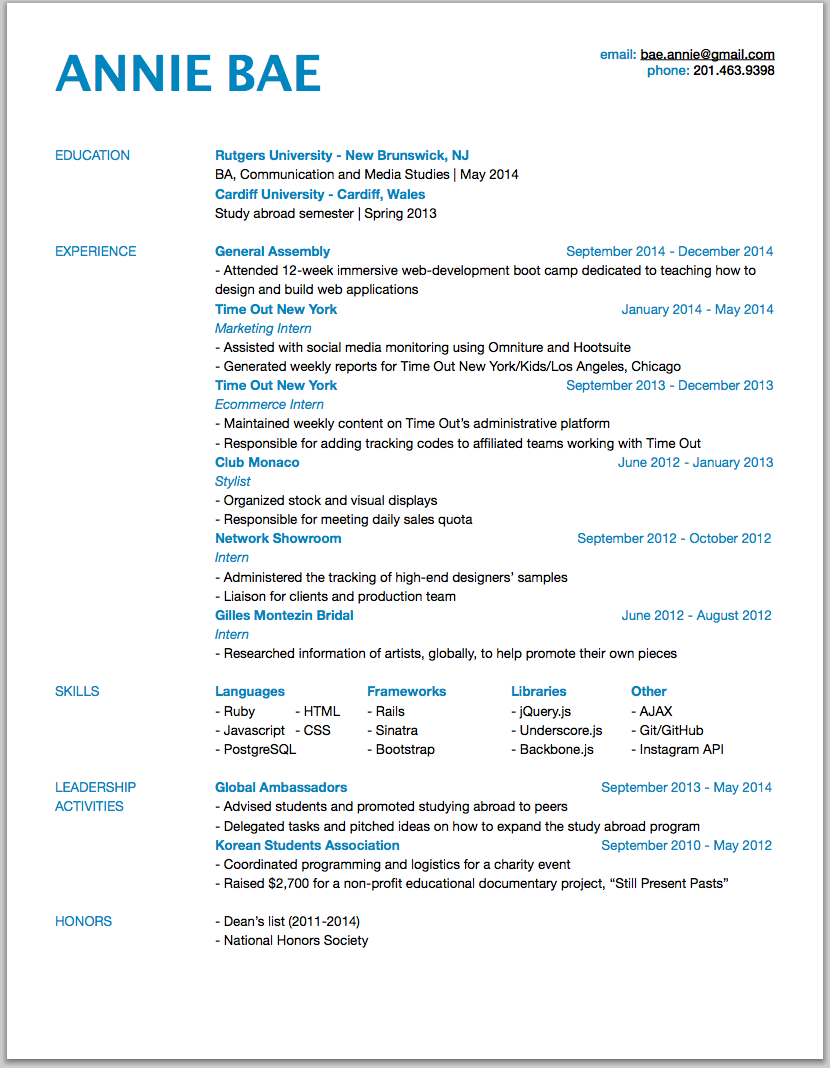 ANNIE BAE
email: bae.annie@gmail.com
phone: 201.463.9398
EDUCATION
Rutgers University - New Brunswick, NJ
BA, Communication and Media Studies | May 2014
Cardiff University - Cardiff, Wales
Study abroad semester | Spring 2013
EXPERIENCE
General Assembly September 2014 - December 2014
- Attended 12-week immersive web-development boot camp dedicated to teaching how to
design and build web applications
Time Out New York January 2014 - May 2014
Marketing Intern
- Assisted with social media monitoring using Omniture and Hootsuite
- Generated weekly reports for Time Out New York/Kids/Los Angeles, Chicago
Time Out New York September 2013 - December 2013
Ecommerce Intern
- Maintained weekly content on Time Out's administrative platform
- Responsible for adding tracking codes to affiliated teams working with Time Out
Club Monaco June 2012 - January 2013
Stylist
- Organized stock and visual displays
- Responsible for meeting daily sales quota
Network Showroom September 2012 - October 2012
Intern
- Administered the tracking of high-end designers' samples
- Liaison for clients and production team
Gilles Montezin Bridal June 2012 - August 2012
Intern
- Researched information of artists, globally, to help promote their own pieces
SKILLS
Languages Frameworks Libraries Other
- Ruby - HTML - Rails - jQuery.js - AJAX
- Javascript - CSS - Sinatra - Underscore.js - Git/GitHub
- PostgreSQL - Bootstrap - Backbone.js - Instagram API
LEADERSHIP
ACTIVITIES
Global Ambassadors September 2013 - May 2014
- Advised students and promoted studying abroad to peers
- Delegated tasks and pitched ideas on how to expand the study abroad program
Korean Students Association September 2010 - May 2012
- Coordinated programming and logistics for a charity event
- Raised $2,700 for a non-profit educational documentary project, “Still Present Pasts”
HONORS
- Dean's list (2011-2014)
- National Honors Society